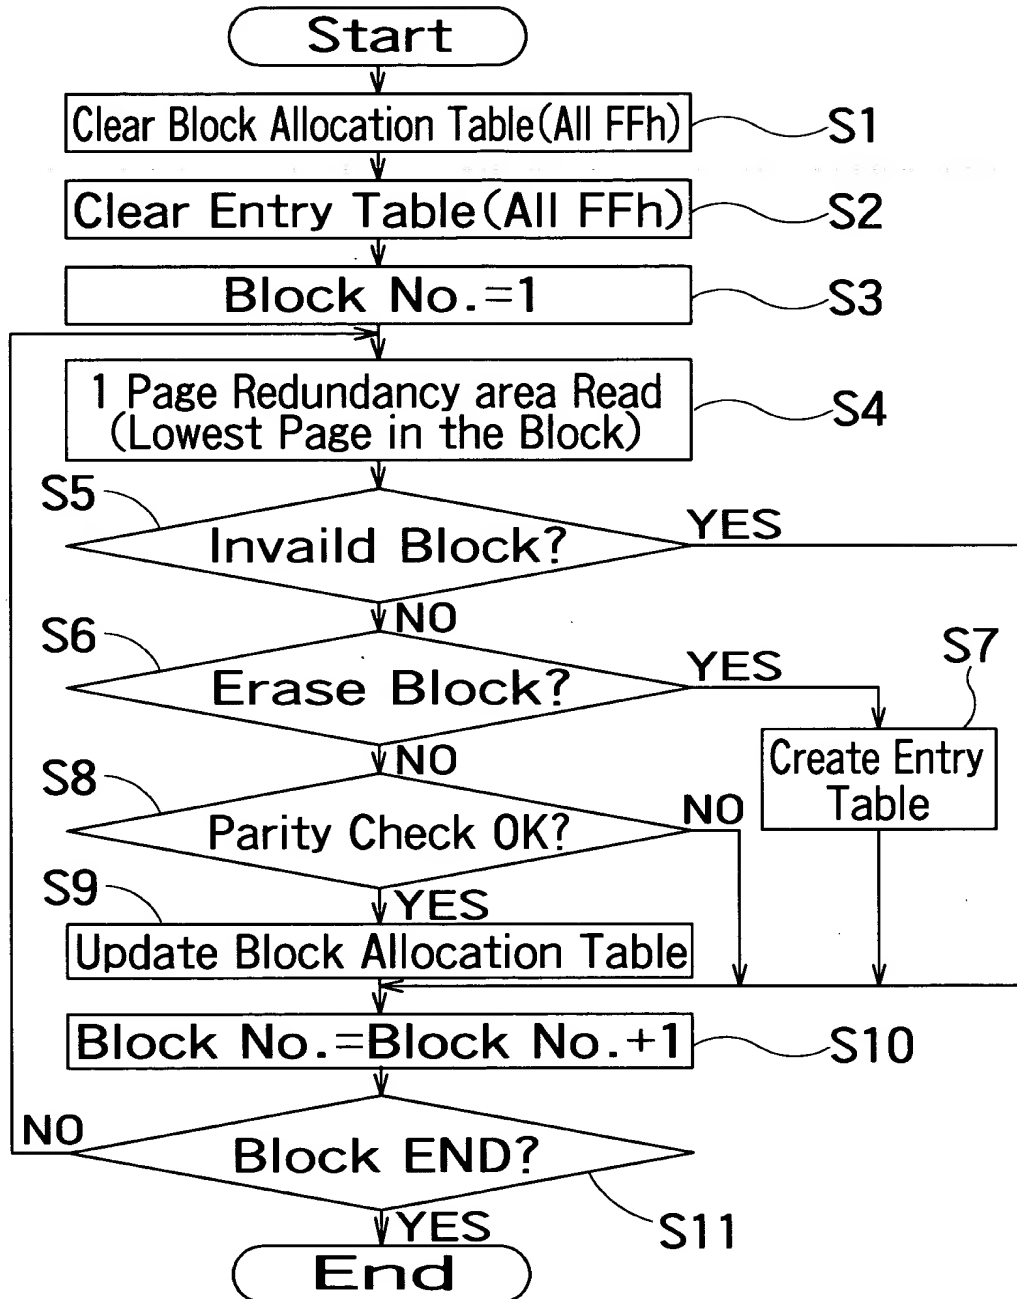 Start
Clear Block Allocation Table(All FFh)
S1
Clear Entry Table(All FFh)
S2
Block No.=1
S3
1 Page Redundancy area Read
(Lowest Page in the Block)
S4
S5
Invaild Block?
YES
NO
S6
Erase Block?
YES
S7
NO
Create Entry
Table
S8
Parity Check OK?
NO
S9
YES
Update Block Allocation Table
Block No.=Block No.+1
S10
NO
Block END?
YES
S11
End